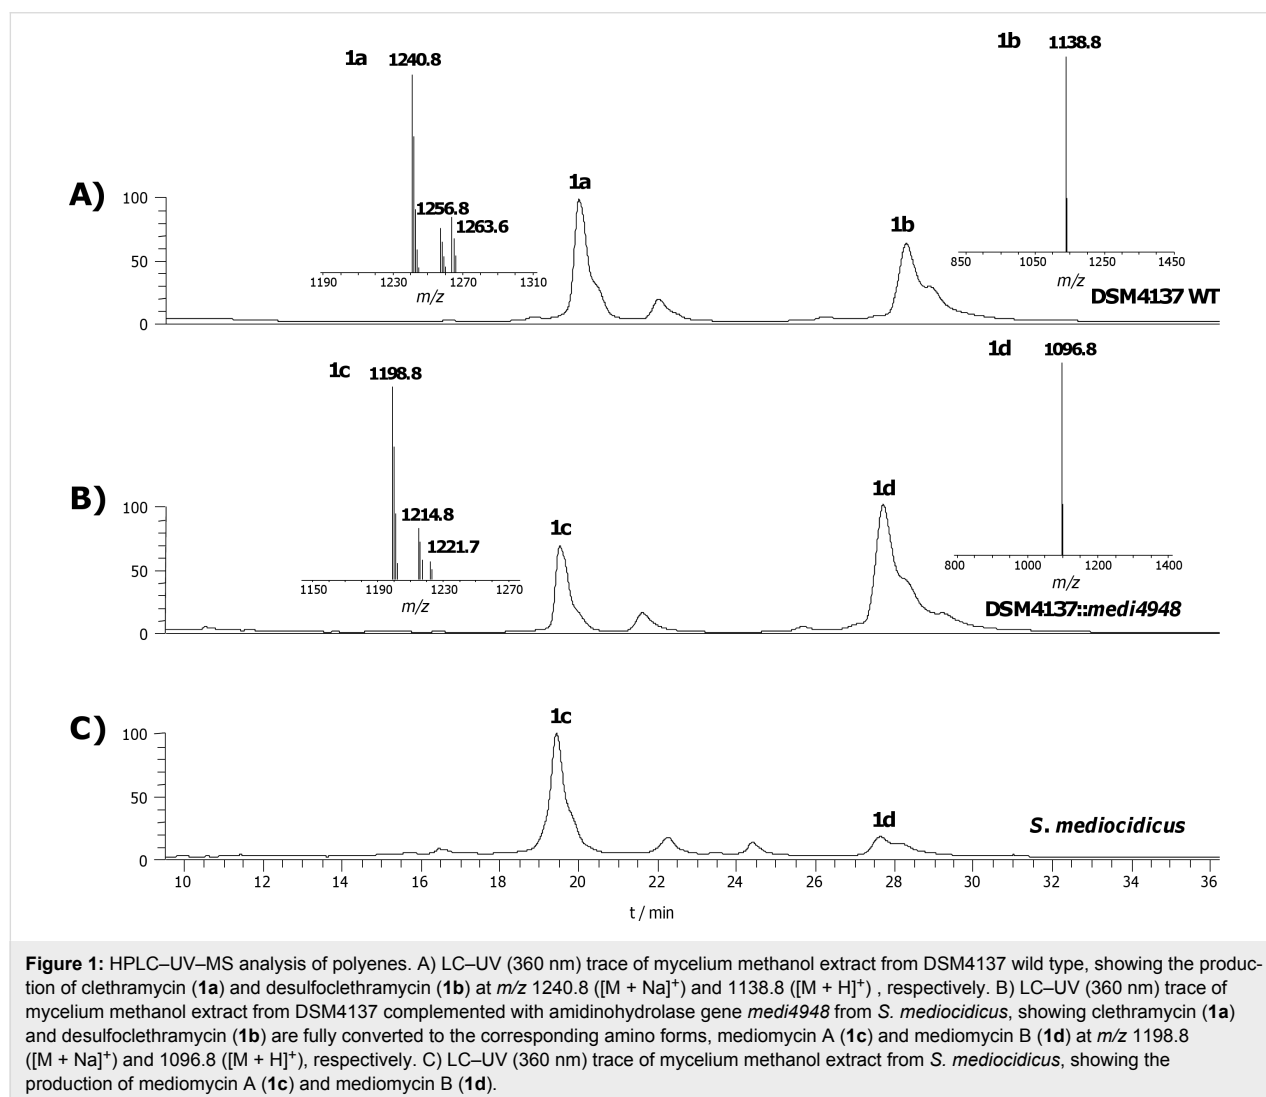 1a 1240.8
1256.8
1263.6
1190 1230 1270 1310
m/z
1b 1138.8
850 1050 1250 1450
m/z
A)
100
50
0
1a
1b
DSM4137 WT
1c 1198.8
1214.8
1221.7
1150 1190 1230 1270
m/z
1d 1096.8
800 1000 1200 1400
m/z
B)
100
50
0
1c
1d
DSM4137::medi4948
C)
100
50
0
1c
1d
S. mediocidicus
10 12 14 16 18 20 22 24 26 28 30 32 34 36
t / min
Figure 1: HPLC–UV–MS analysis of polyenes. A) LC–UV (360 nm) trace of mycelium methanol extract from DSM4137 wild type, showing the produc-
tion of clethramycin (1a) and desulfoclethramycin (1b) at m/z 1240.8 ([M + Na]⁺) and 1138.8 ([M + H]⁺) , respectively. B) LC–UV (360 nm) trace of
mycelium methanol extract from DSM4137 complemented with amidinohydrolase gene medi4948 from S. mediocidicus, showing clethramycin (1a)
and desulfoclethramycin (1b) are fully converted to the corresponding amino forms, mediomycin A (1c) and mediomycin B (1d) at m/z 1198.8
([M + Na]⁺) and 1096.8 ([M + H]⁺), respectively. C) LC–UV (360 nm) trace of mycelium methanol extract from S. mediocidicus, showing the
production of mediomycin A (1c) and mediomycin B (1d).